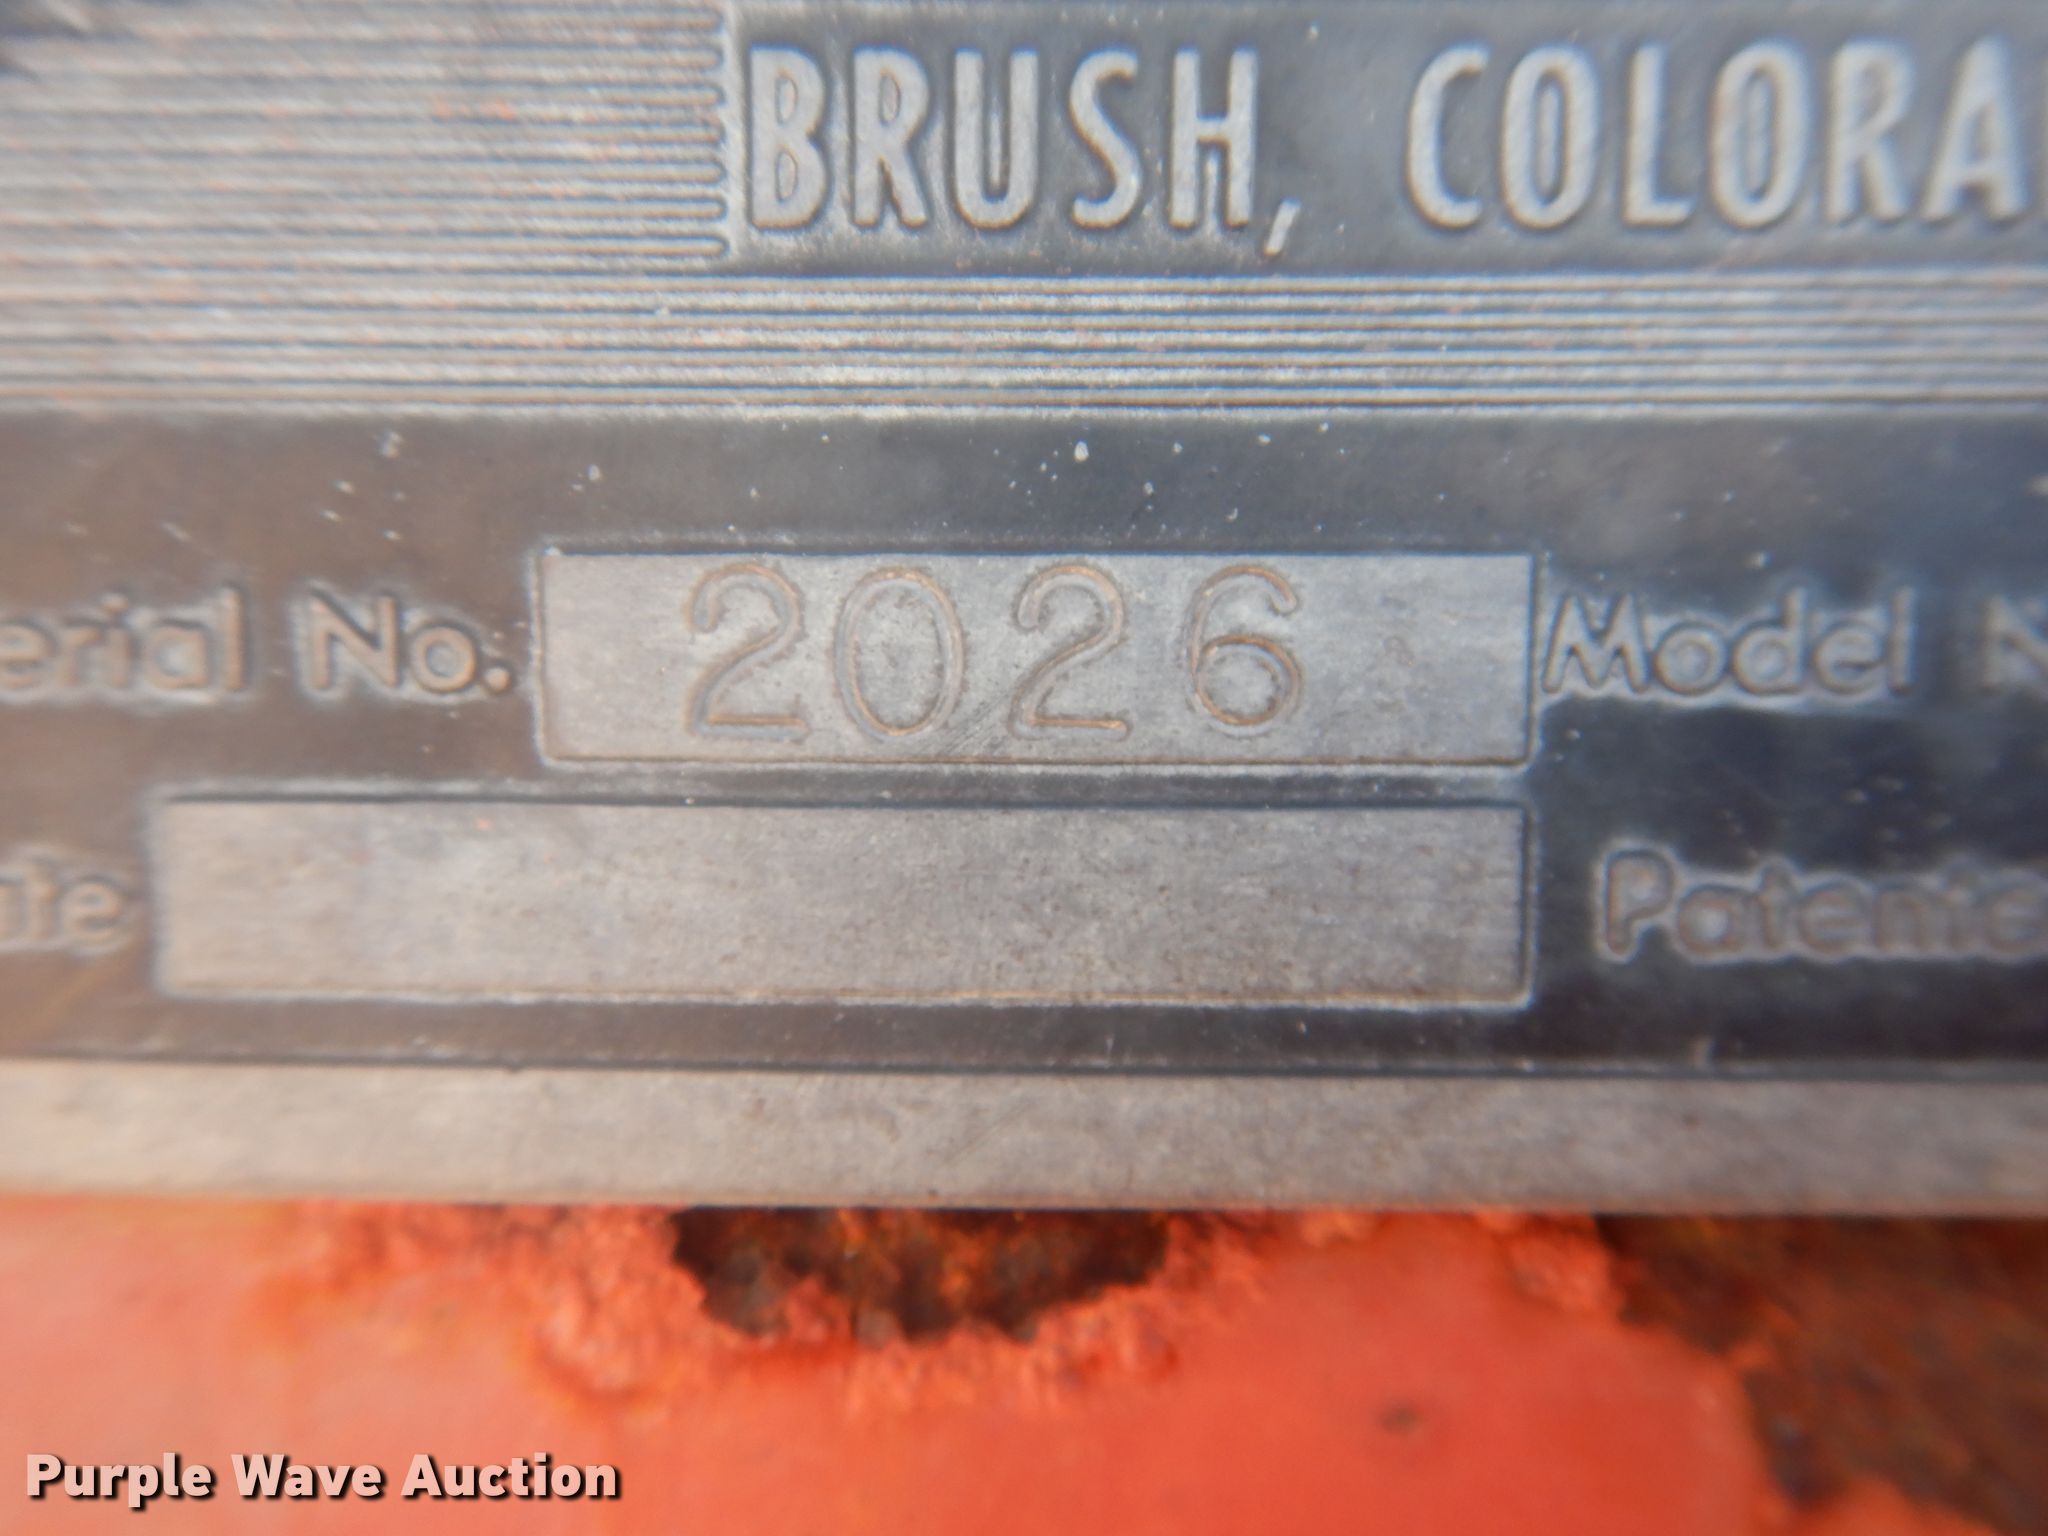 BRUSH, COLORA
erial No. 2026 Model N
ate Patente
Purple Wave Auction